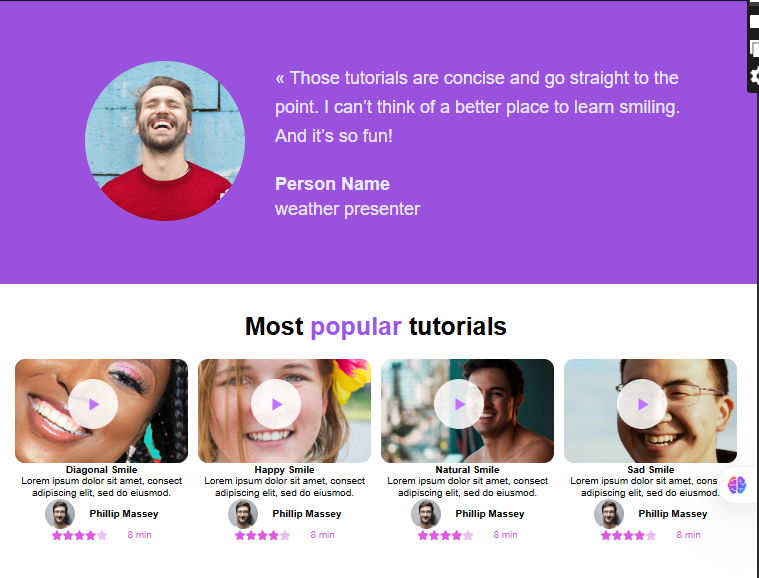 « Those tutorials are concise and go straight to the
point. I can't think of a better place to learn smiling.
And it's so fun!
Person Name
weather presenter
Most popular tutorials
Diagonal Smile
Lorem ipsum dolor sit amet, consect
adipiscing elit, sed do eiusmod.
Phillip Massey
8 min
Happy Smile
Lorem ipsum dolor sit amet, consect
adipiscing elit, sed do eiusmod.
Phillip Massey
8 min
Natural Smile
Lorem ipsum dolor sit amet, consect
adipiscing elit, sed do eiusmod.
Phillip Massey
8 min
Sad Smile
Lorem ipsum dolor sit amet,
adipiscing elit, sed do eiusmod.
Phillip Massey
8 min